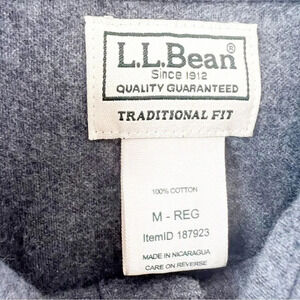 L.L.Bean®
Since 1912
QUALITY GUARANTEED
TRADITIONAL FIT
100% COTTON
M - REG
ItemID 187923
MADE IN NICARAGUA
CARE ON REVERSE